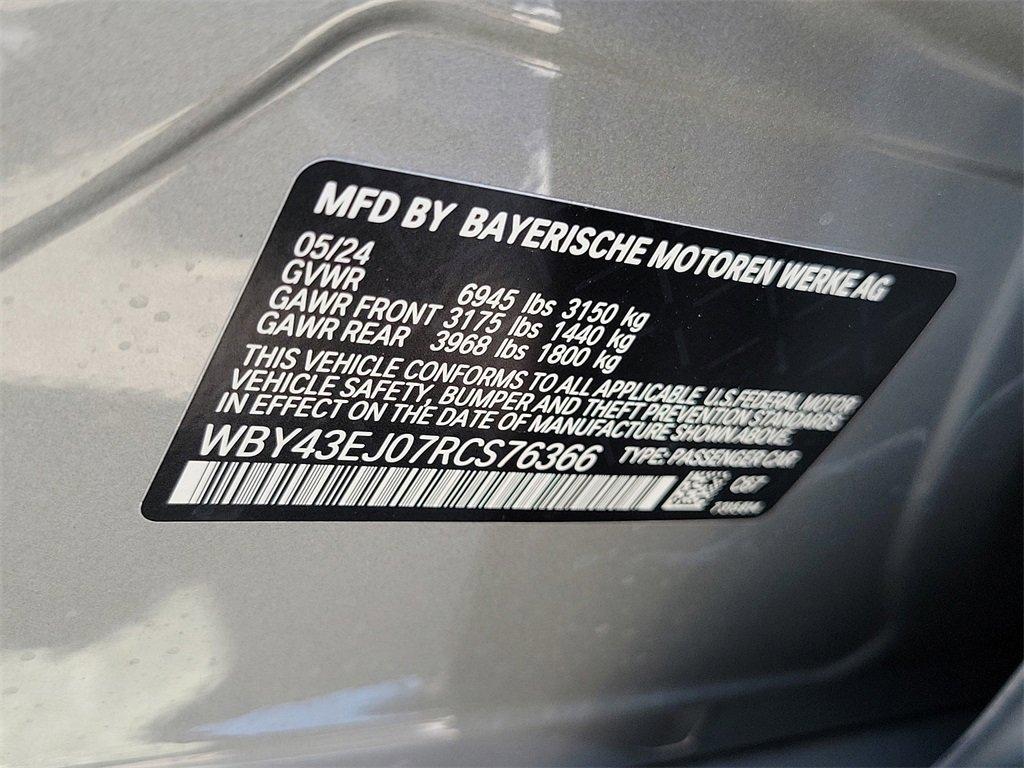 MFD BY BAYERISCHE MOTOREN WERKE AG
05/24
GVWR 6945 lbs 3150 kg
GAWR FRONT 3175 lbs 1440 kg
GAWR REAR 3968 lbs 1800 kg
THIS VEHICLE CONFORMS TO ALL APPLICABLE U.S FEDERAL MOTOR
VEHICLE SAFETY, BUMPER AND THEFT PREVENTION STANDARDS
IN EFFECT ON THE DATE OF MANUFACTURE SHOWN ABOVE.
WBY43EJ07RCS76366 TYPE: PASSENGER CAR